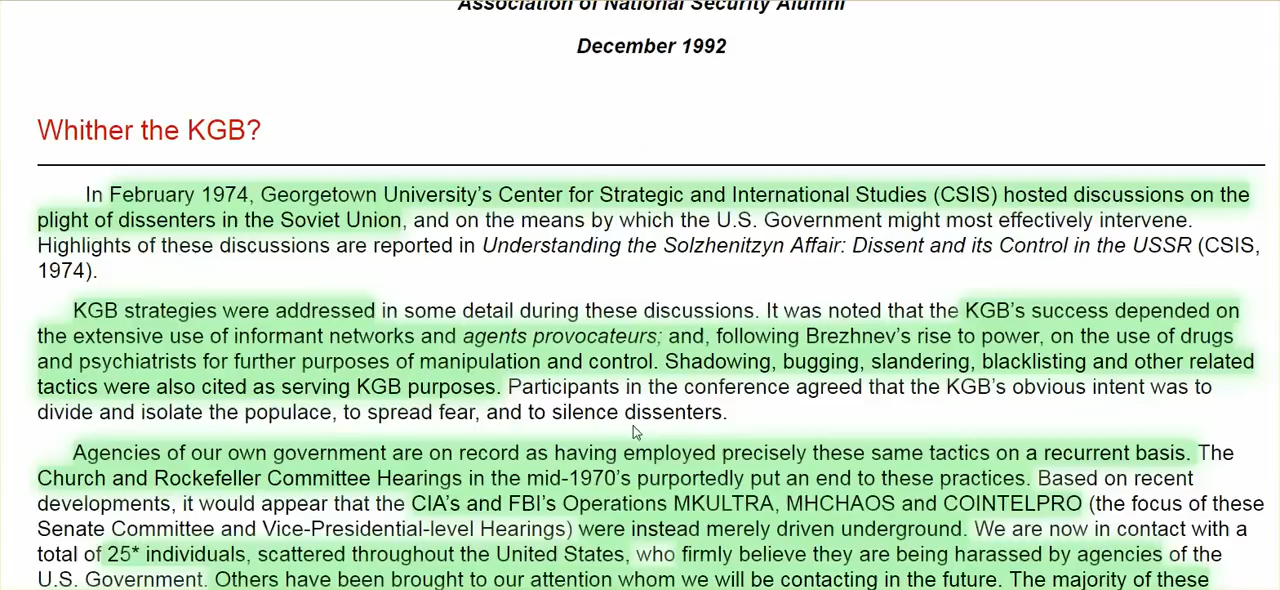 Association of National Security Alumni
December 1992
Whither the KGB?
In February 1974, Georgetown University's Center for Strategic and International Studies (CSIS) hosted discussions on the
plight of dissenters in the Soviet Union, and on the means by which the U.S. Government might most effectively intervene.
Highlights of these discussions are reported in Understanding the Solzhenitzyn Affair: Dissent and its Control in the USSR (CSIS,
1974).
KGB strategies were addressed in some detail during these discussions. It was noted that the KGB's success depended on
the extensive use of informant networks and agents provocateurs; and, following Brezhnev's rise to power, on the use of drugs
and psychiatrists for further purposes of manipulation and control. Shadowing, bugging, slandering, blacklisting and other related
tactics were also cited as serving KGB purposes. Participants in the conference agreed that the KGB's obvious intent was to
divide and isolate the populace, to spread fear, and to silence dissenters.
Agencies of our own government are on record as having employed precisely these same tactics on a recurrent basis. The
Church and Rockefeller Committee Hearings in the mid-1970's purportedly put an end to these practices. Based on recent
developments, it would appear that the CIA's and FBI's Operations MKULTRA, MHCHAOS and COINTELPRO (the focus of these
Senate Committee and Vice-Presidential-level Hearings) were instead merely driven underground. We are now in contact with a
total of 25* individuals, scattered throughout the United States, who firmly believe they are being harassed by agencies of the
U.S. Government. Others have been brought to our attention whom we will be contacting in the future. The majority of these